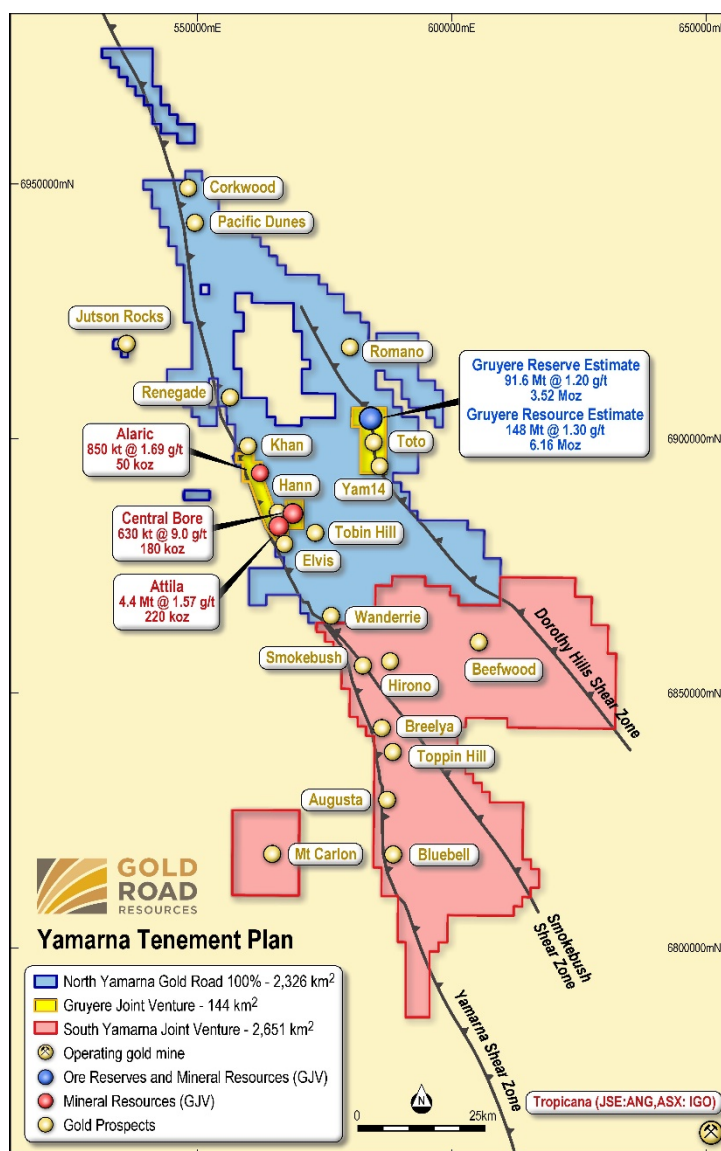 550000mE
600000mE
650000mE
6950000mN
Corkwood
Pacific Dunes
Jutson Rocks
Romano
Gruyere Reserve Estimate
91.6 Mt @ 1.20 g/t
3.52 Moz
Gruyere Resource Estimate
148 Mt @ 1.30 g/t
6.16 Moz
Renegade
Alaric
850 kt @ 1.69 g/t
50 koz
Khan
Toto
6900000mN
Hann
Yam14
Central Bore
630 kt @ 9.0 g/t
180 koz
Tobin Hill
Elvis
Attila
4.4 Mt @ 1.57 g/t
220 koz
Wanderrie
Dorothy Hills Shear Zone
Smokebush
Hirono
Beefwood
6850000mN
Breelya
Toppin Hill
Augusta
Mt Carlon
Bluebell
GOLD
ROAD
RESOURCES
Smokebush
Shear Zone
Yamarna Tenement Plan
6800000mN
North Yamarna Gold Road 100% - 2,326 km²
Gruyere Joint Venture - 144 km²
South Yamarna Joint Venture - 2,651 km²
Operating gold mine
Ore Reserves and Mineral Resources (GJV)
Mineral Resources (GJV)
Gold Prospects
Yamarna Shear Zone
N
0 25km
Tropicana (JSE:ANG,ASX: IGO)